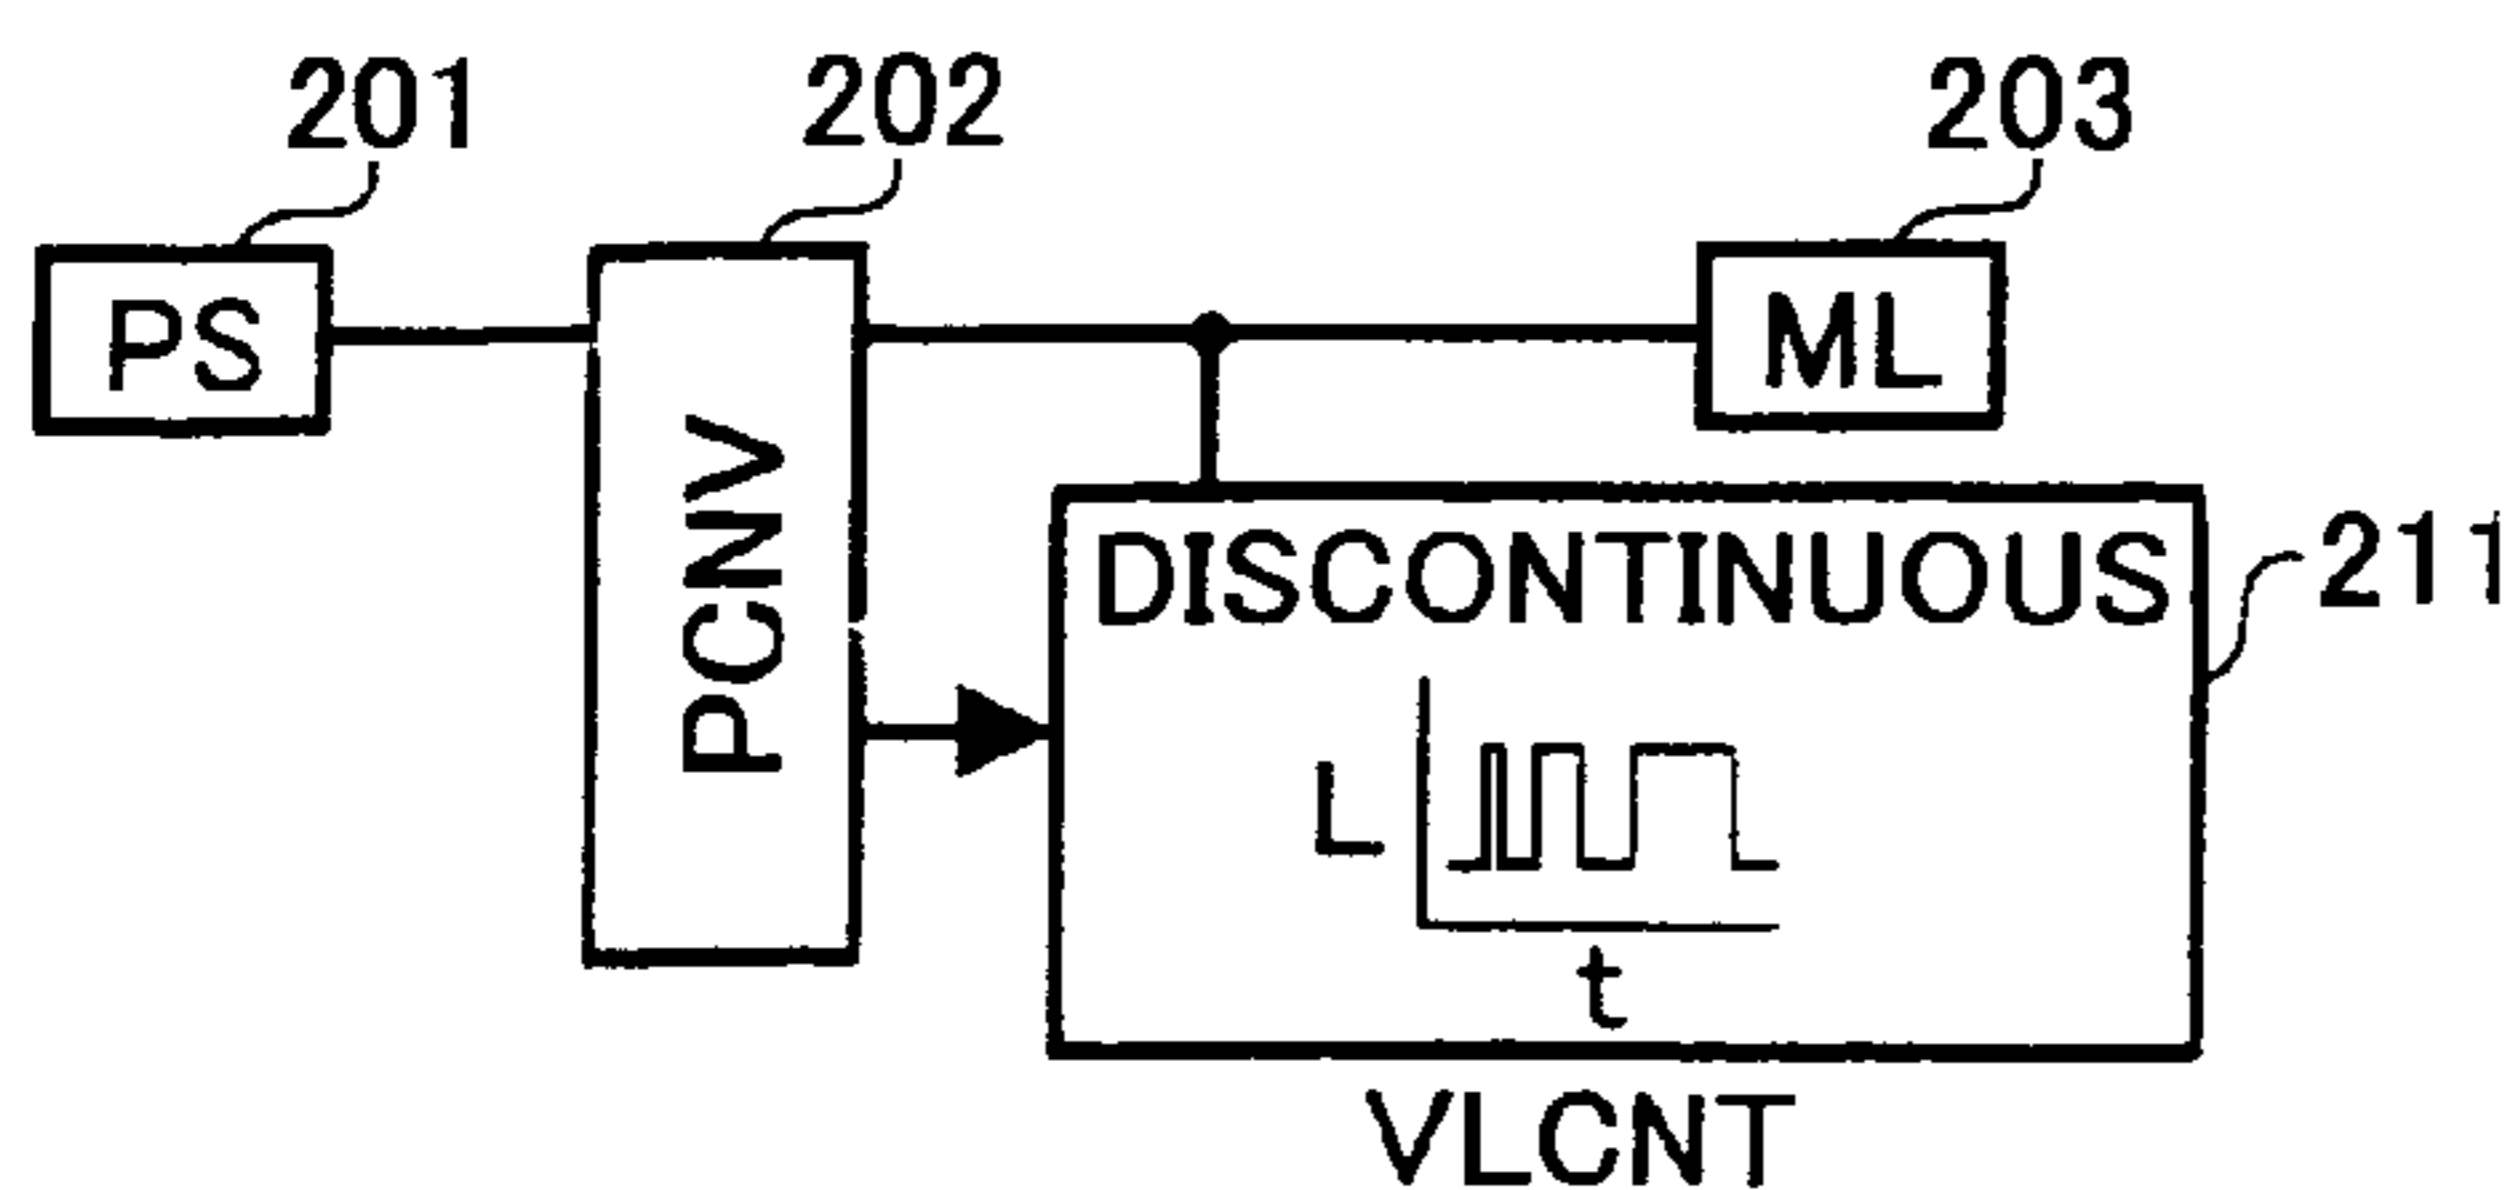 201
202
203
PS
ML
PCNV
DISCONTINUOUS
211
L
t
VLCNT